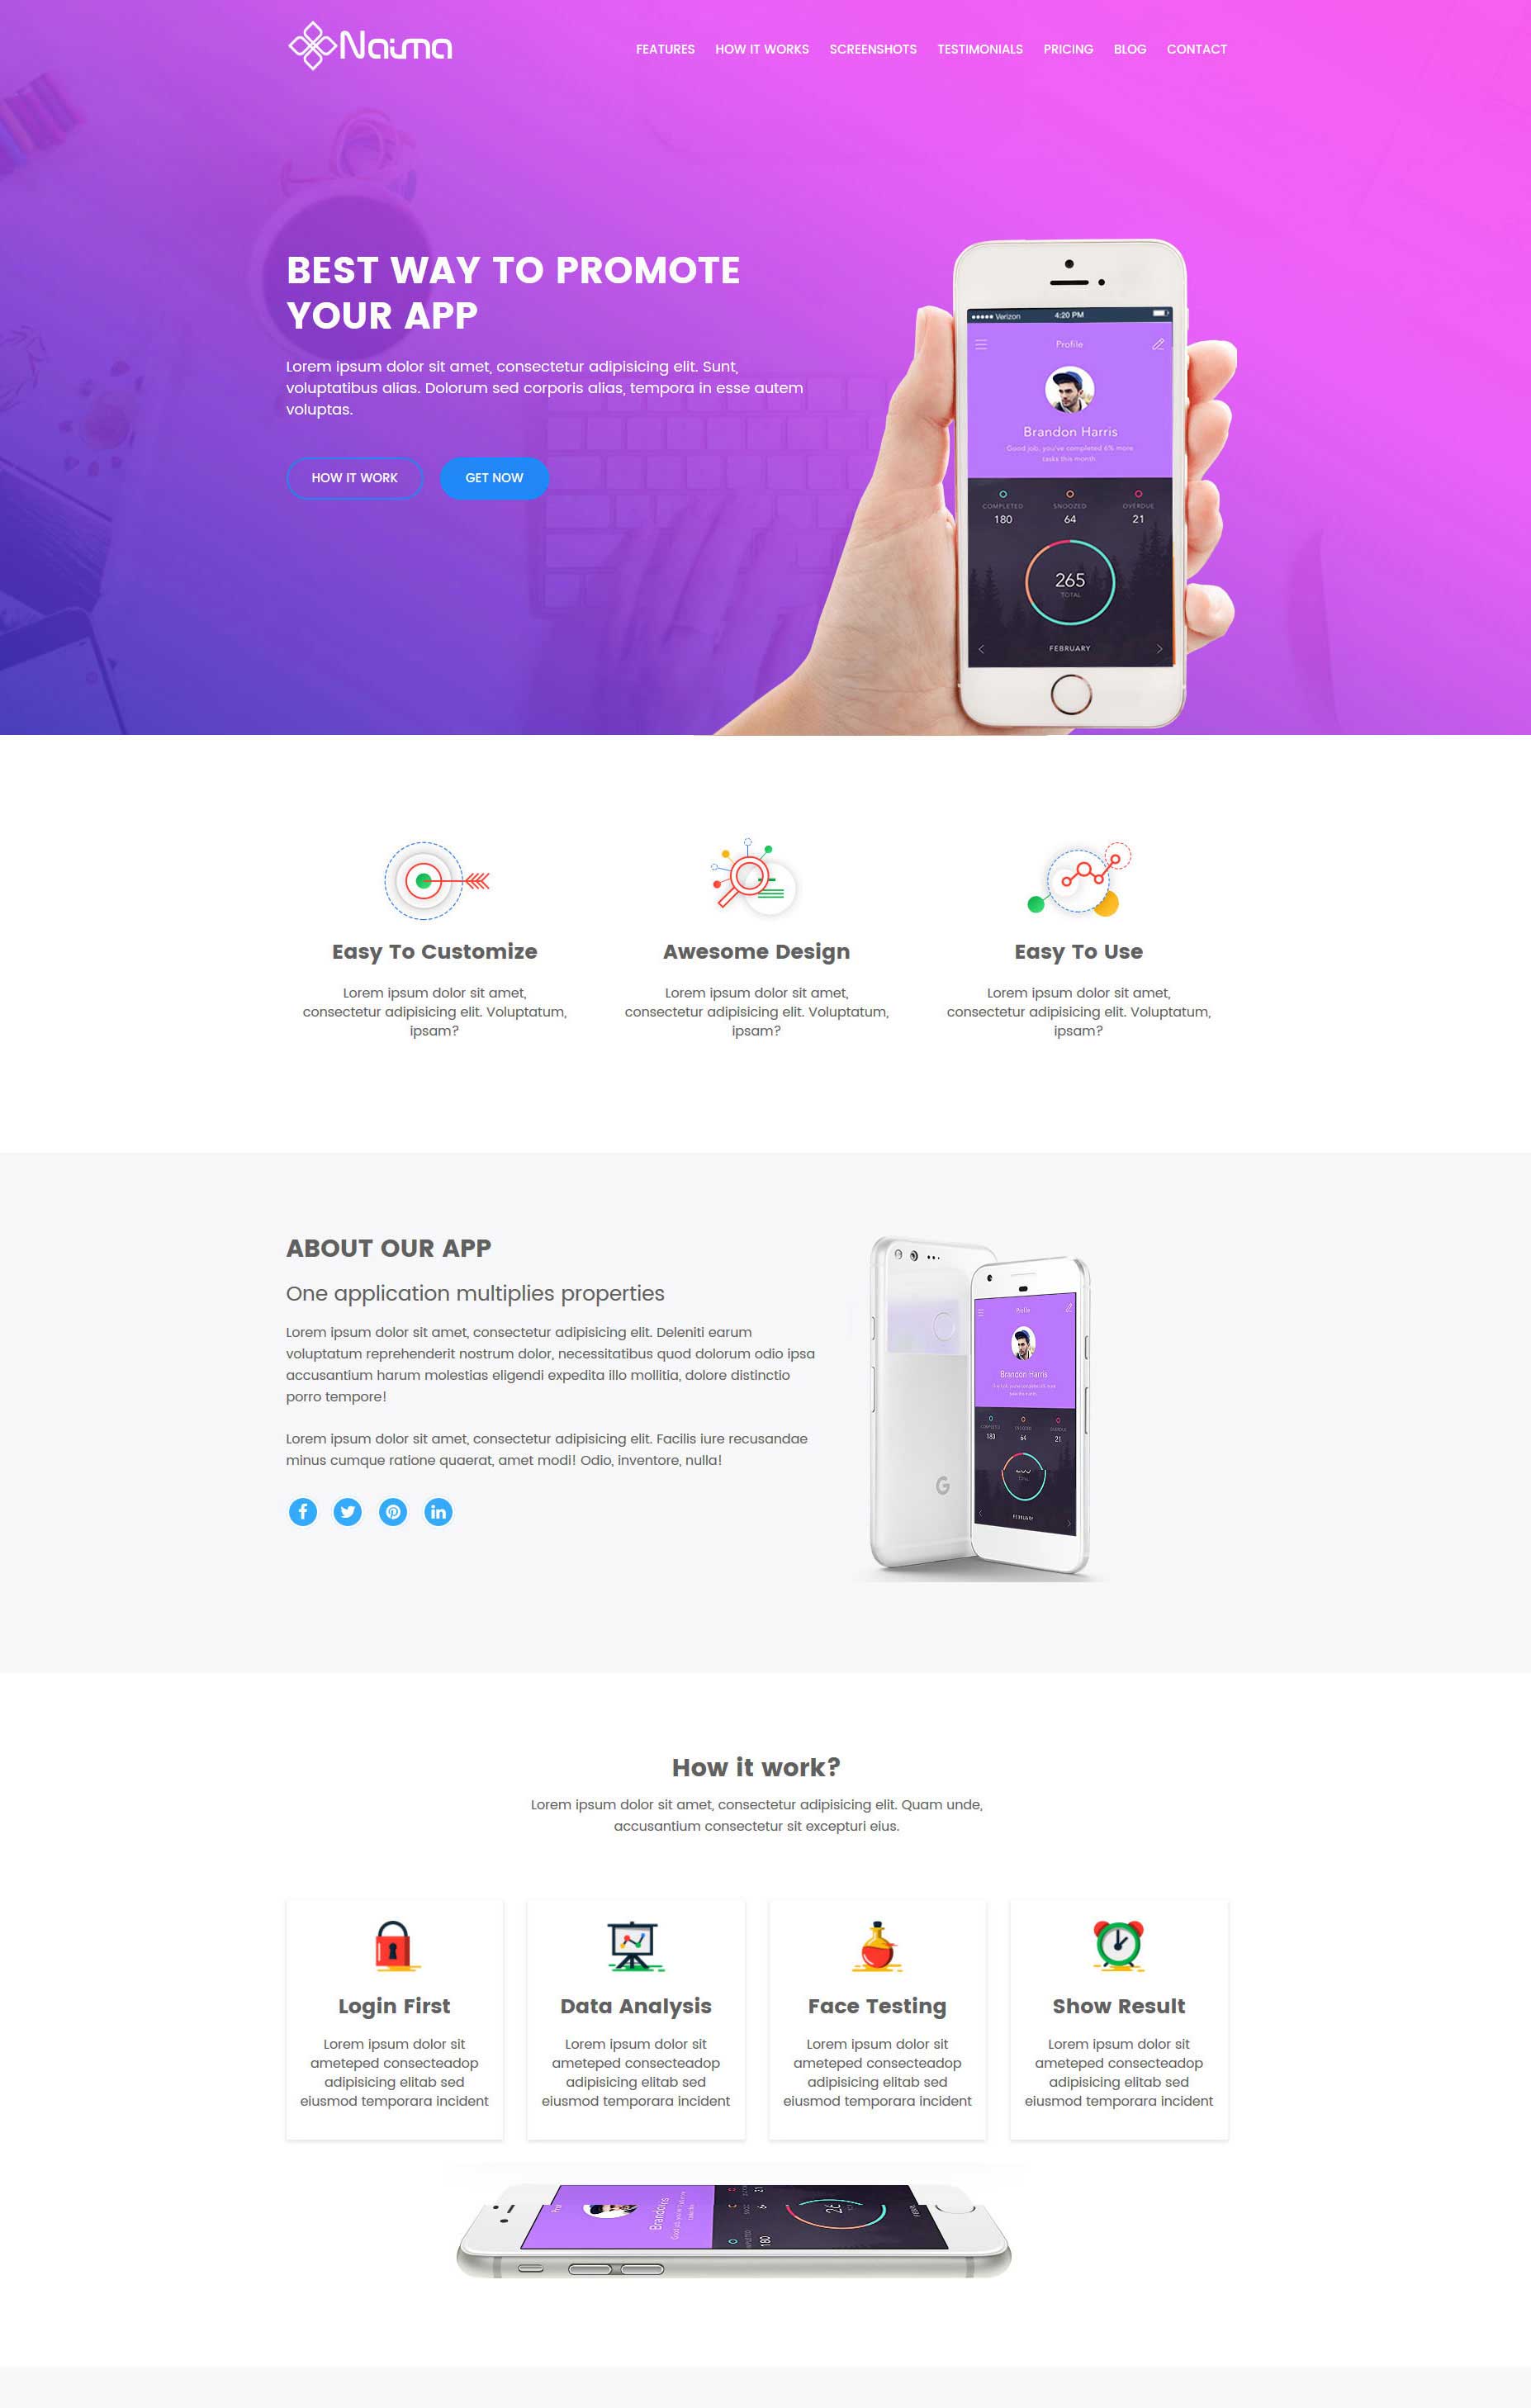 Naima
FEATURES HOW IT WORKS SCREENSHOTS TESTIMONIALS PRICING BLOG CONTACT
BEST WAY TO PROMOTE
YOUR APP
Lorem ipsum dolor sit amet, consectetur adipisicing elit. Sunt,
voluptatibus alias. Dolorum sed corporis alias, tempora in esse autem
voluptas.
HOW IT WORK
GET NOW
Verizon 4:20 PM
Profile
Brandon Harris
Good job, you've completed 6% more
tasks this month
COMPLETED SNOOZED OVERDUE
180 64 21
265
TOTAL
FEBRUARY
Easy To Customize
Lorem ipsum dolor sit amet,
consectetur adipisicing elit. Voluptatum,
ipsam?
Awesome Design
Lorem ipsum dolor sit amet,
consectetur adipisicing elit. Voluptatum,
ipsam?
Easy To Use
Lorem ipsum dolor sit amet,
consectetur adipisicing elit. Voluptatum,
ipsam?
ABOUT OUR APP
One application multiplies properties
Lorem ipsum dolor sit amet, consectetur adipisicing elit. Deleniti earum
voluptatum reprehenderit nostrum dolor, necessitatibus quod dolorum odio ipsa
accusantium harum molestias eligendi expedita illo mollitia, dolore distinctio
porro tempore!
Lorem ipsum dolor sit amet, consectetur adipisicing elit. Facilis iure recusandae
minus cumque ratione quaerat, amet modi! Odio, inventore, nulla!
Profile
Brandon Harris
180 64 21
FEBRUARY
G
How it work?
Lorem ipsum dolor sit amet, consectetur adipisicing elit. Quam unde,
accusantium consectetur sit excepturi eius.
Login First
Lorem ipsum dolor sit
ameteped consecteadop
adipisicing elitab sed
eiusmod temporara incident
Data Analysis
Lorem ipsum dolor sit
ameteped consecteadop
adipisicing elitab sed
eiusmod temporara incident
Face Testing
Lorem ipsum dolor sit
ameteped consecteadop
adipisicing elitab sed
eiusmod temporara incident
Show Result
Lorem ipsum dolor sit
ameteped consecteadop
adipisicing elitab sed
eiusmod temporara incident
180